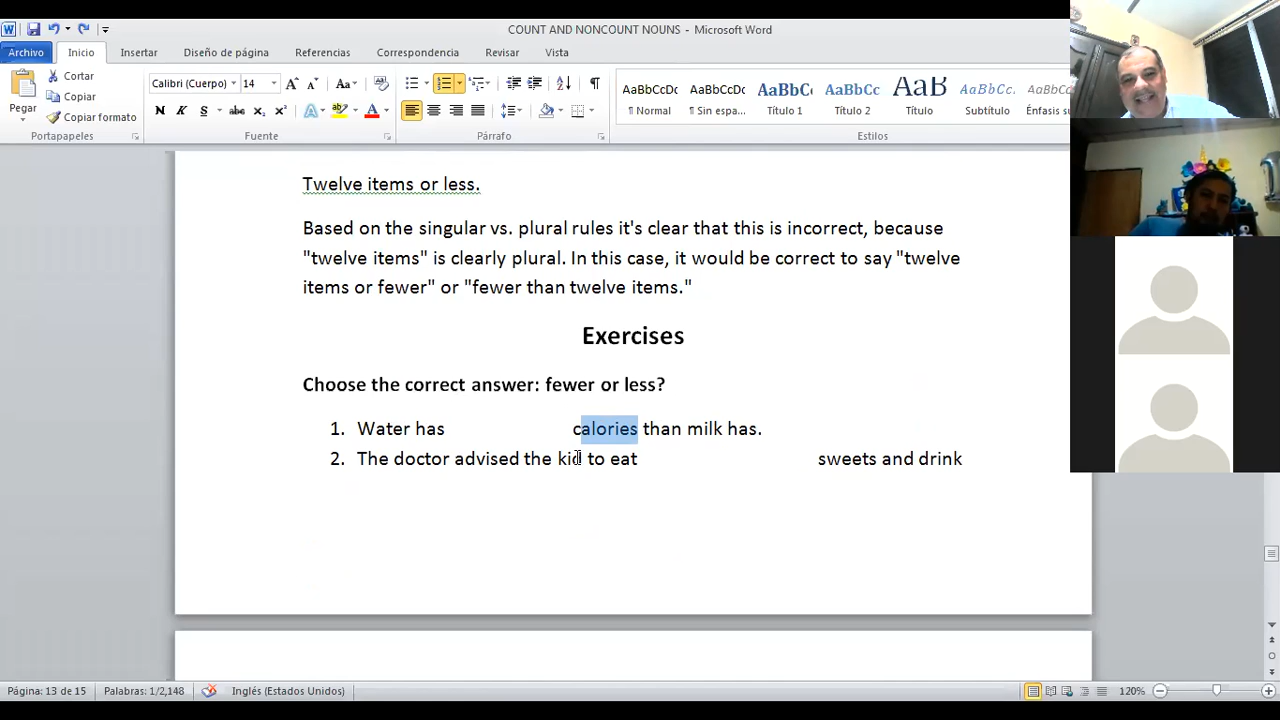 COUNT AND NONCOUNT NOUNS - Microsoft Word
Archivo Inicio Insertar Diseño de página Referencias Correspondencia Revisar Vista
Pegar
Cortar
Copiar
Copiar formato
Portapapeles
Calibri (Cuerpo) 14
N K S abc x₂ x²
Fuente
Párrafo
AaBbCcDc AaBbCcDc AaBbC AaBbCc AaB AaBbCc. AaBbCcDc
¶ Normal ¶ Sin espa... Título 1 Título 2 Título Subtítulo Énfasis su
Estilos
Twelve items or less.
Based on the singular vs. plural rules it's clear that this is incorrect, because
"twelve items" is clearly plural. In this case, it would be correct to say "twelve
items or fewer" or "fewer than twelve items."
Exercises
Choose the correct answer: fewer or less?
1. Water has calories than milk has.
2. The doctor advised the kid to eat sweets and drink
Página: 13 de 15 Palabras: 1/2,148 Inglés (Estados Unidos) 120%